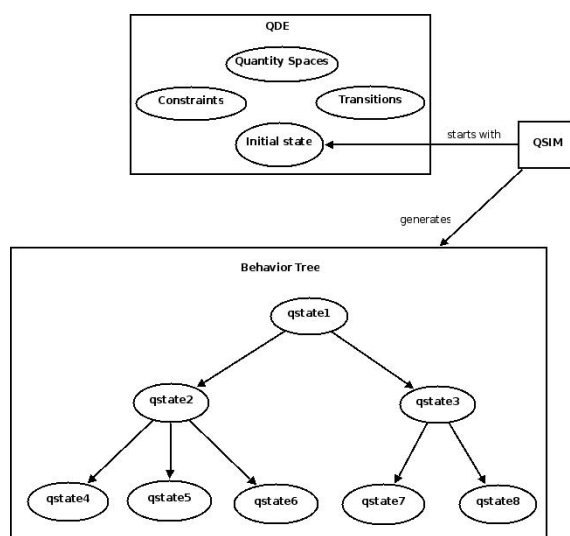 QDE
Quantity Spaces
Constraints
Transitions
Initial state
starts with
QSIM
generates
Behavior Tree
qstate1
qstate2
qstate3
qstate4
qstate5
qstate6
qstate7
qstate8